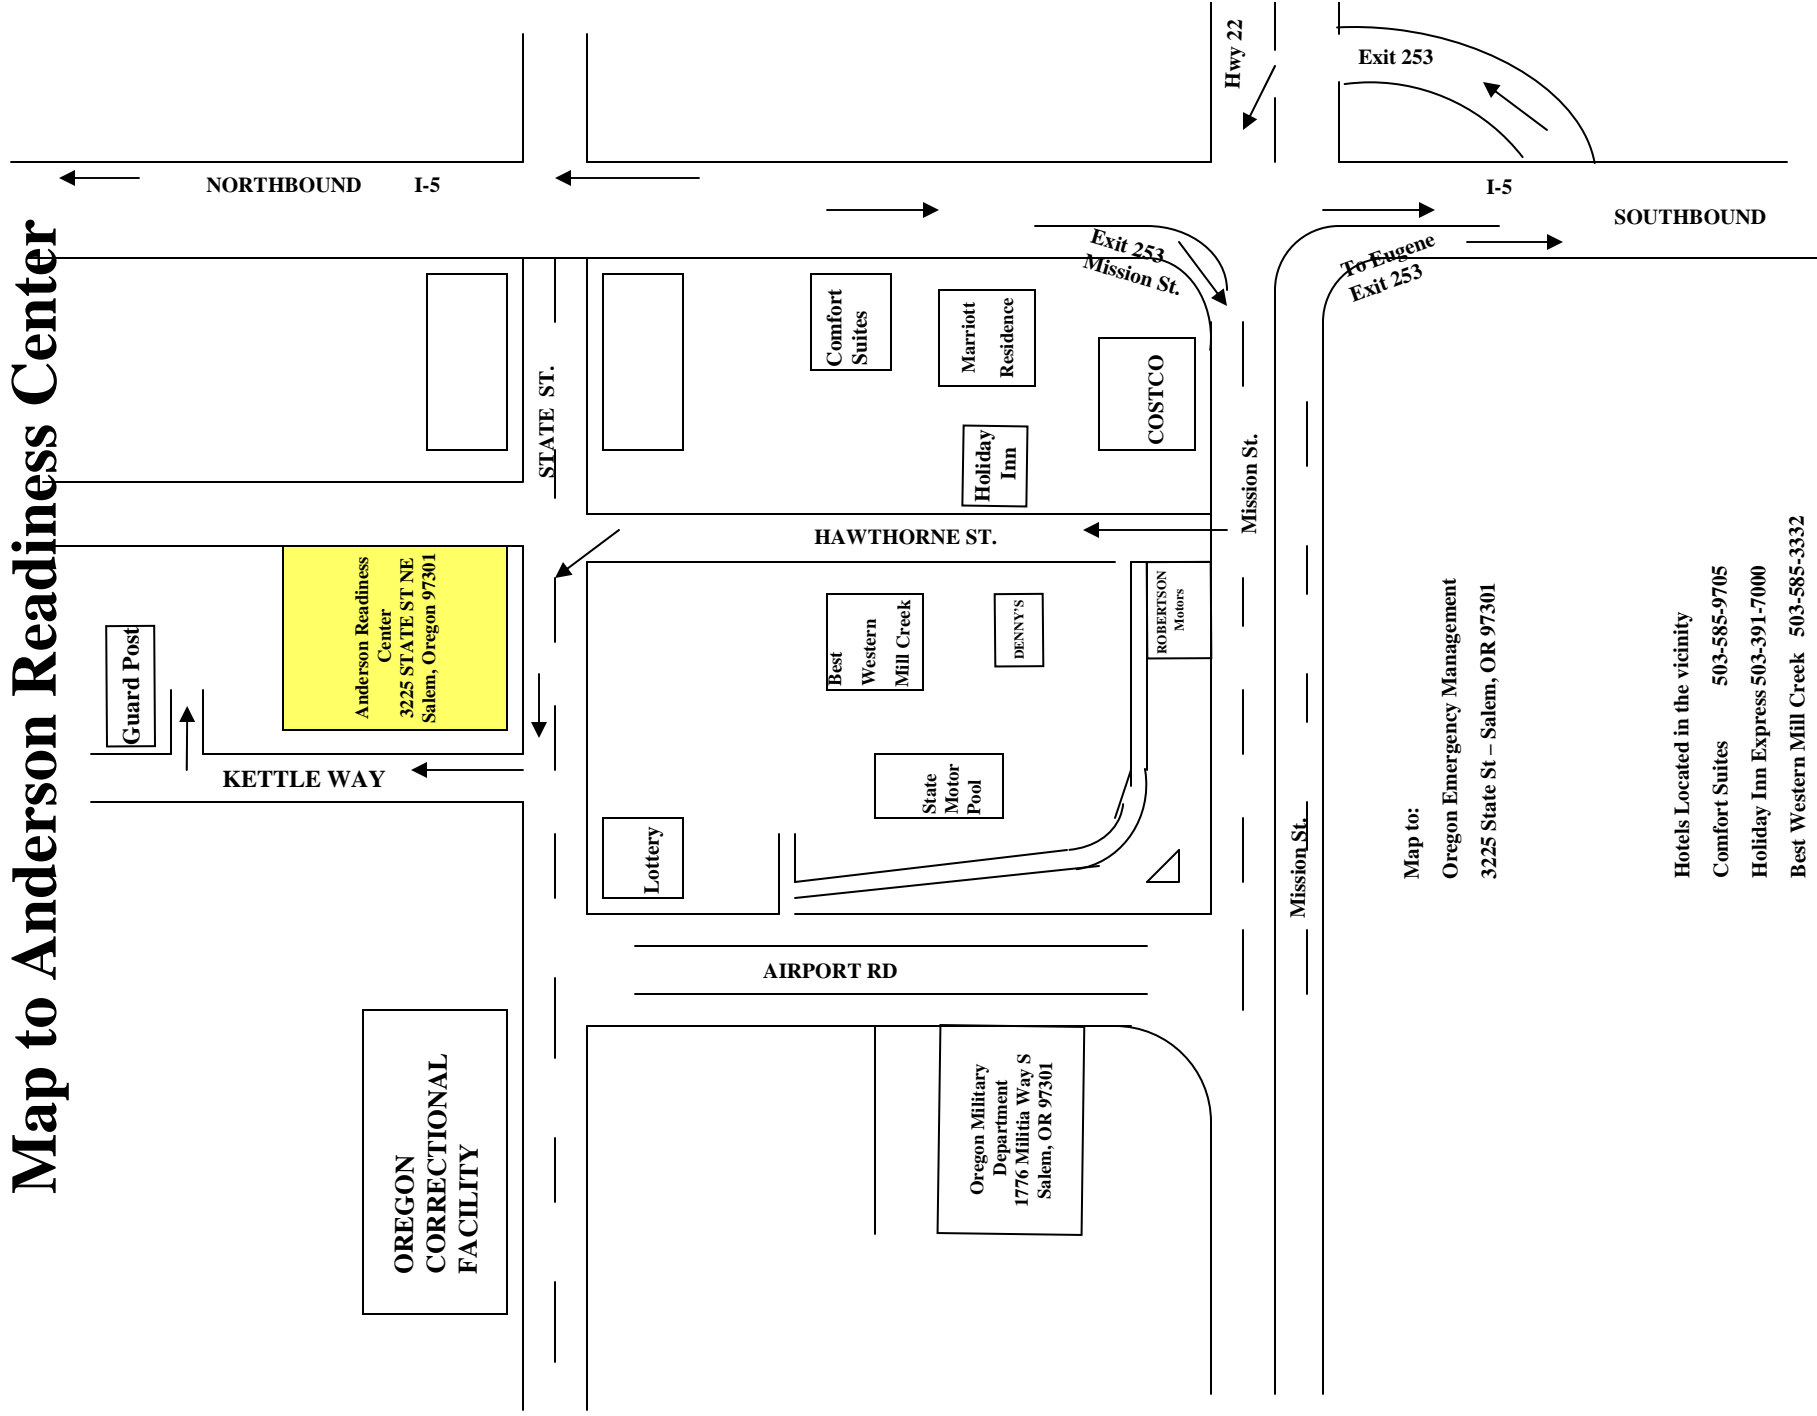 Map to Anderson Readiness Center
NORTHBOUND I-5
I-5
SOUTHBOUND
Hwy 22
Exit 253
Exit 253
Mission St.
To Eugene
Exit 253
STATE ST.
Comfort
Suites
Marriott
Residence
COSTCO
Holiday
Inn
Mission St.
HAWTHORNE ST.
Guard Post
Anderson Readiness
Center
3225 STATE ST NE
Salem, Oregon 97301
KETTLE WAY
Best
Western
Mill Creek
DENNY'S
ROBERTSON
Motors
State
Motor
Pool
Lottery
Mission St.
AIRPORT RD
OREGON
CORRECTIONAL
FACILITY
Oregon Military
Department
1776 Militia Way S
Salem, OR 97301
Map to:
Oregon Emergency Management
3225 State St – Salem, OR 97301
Hotels Located in the vicinity
Comfort Suites 503-585-9705
Holiday Inn Express 503-391-7000
Best Western Mill Creek 503-585-3332